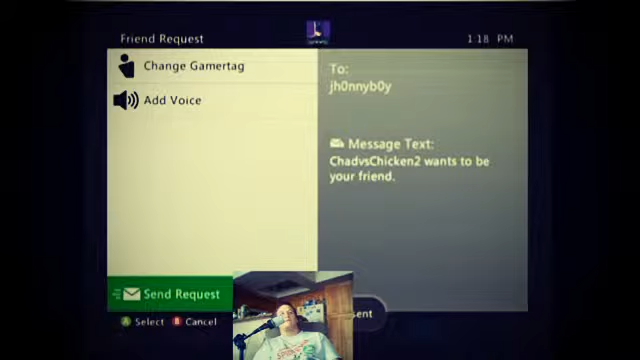 Friend Request
1:18 PM
Change Gamertag
Add Voice
To:
jh0nnyb0y
Message Text:
ChadvsChicken2 wants to be
your friend.
Send Request
sent
A Select B Cancel